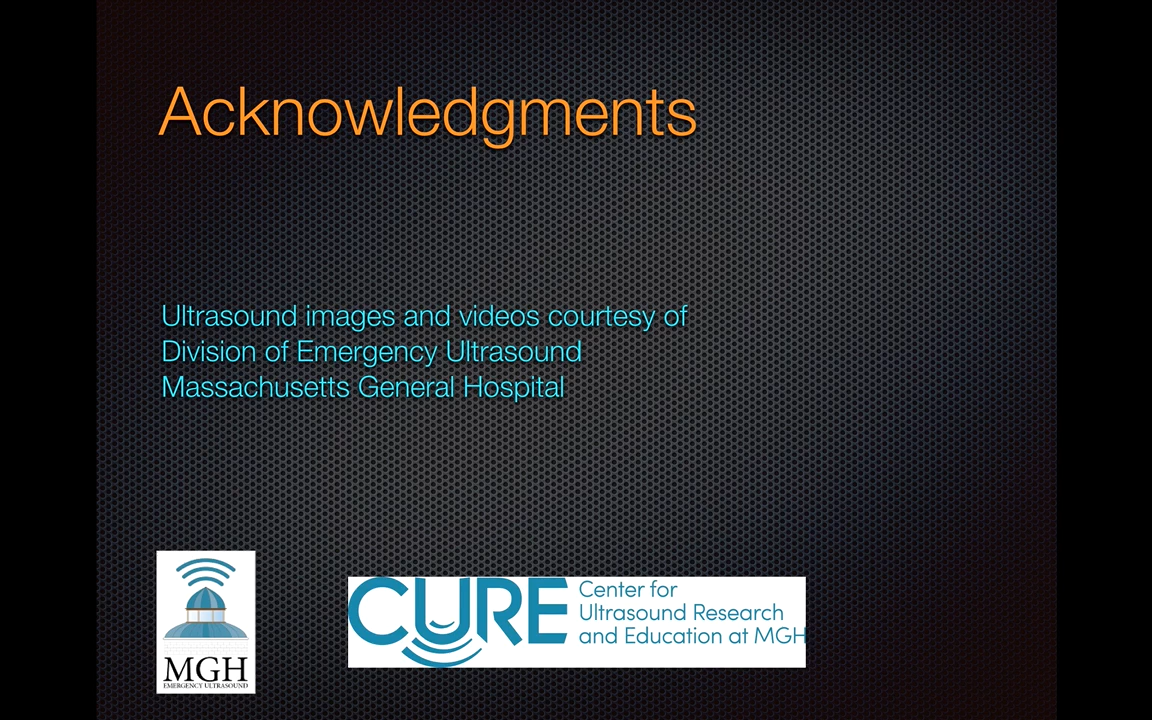 Acknowledgments
Ultrasound images and videos courtesy of
Division of Emergency Ultrasound
Massachusetts General Hospital
MGH
EMERGENCY ULTRASOUND
CURE
Center for
Ultrasound Research
and Education at MGH